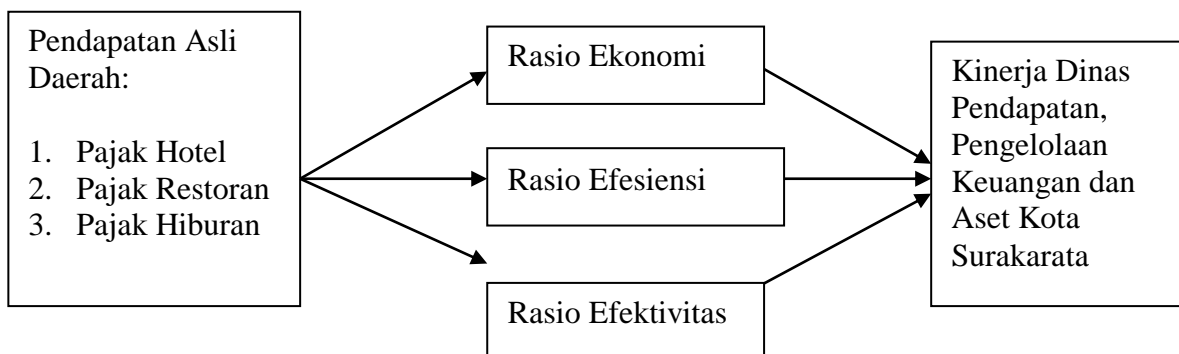 Pendapatan Asli
Daerah:
1. Pajak Hotel
2. Pajak Restoran
3. Pajak Hiburan
Rasio Ekonomi
Rasio Efesiensi
Rasio Efektivitas
Kinerja Dinas
Pendapatan,
Pengelolaan
Keuangan dan
Aset Kota
Surakarata